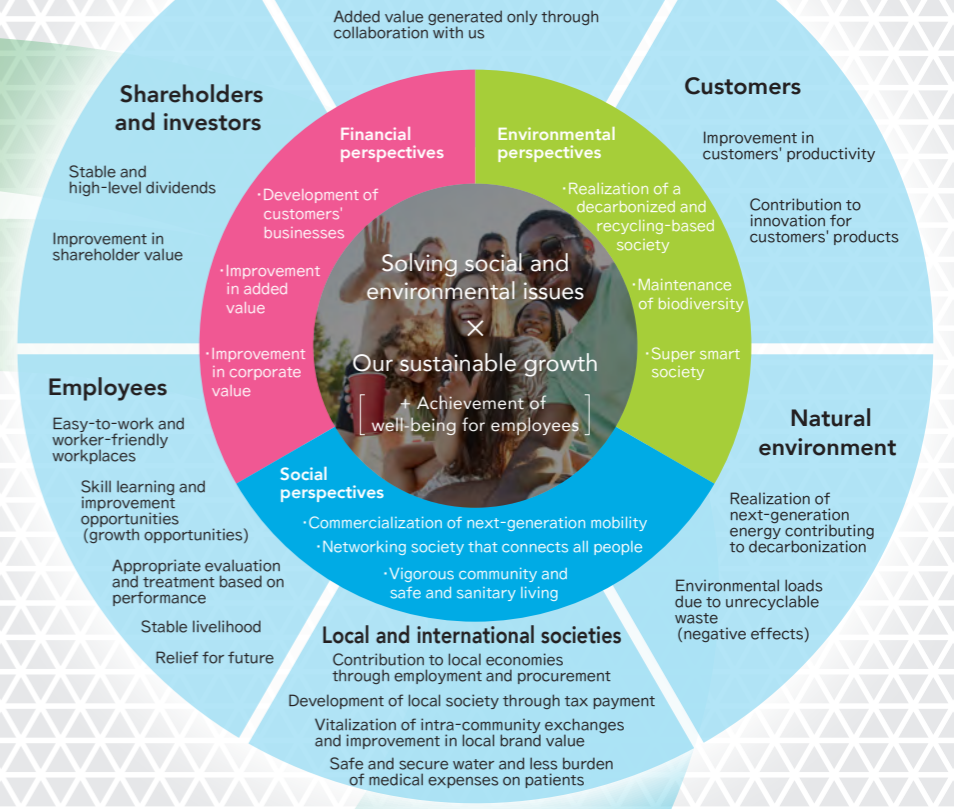 Added value generated only through
collaboration with us
Shareholders
and investors
Stable and
high-level dividends
Improvement in
shareholder value
Customers
Improvement in
customers' productivity
Contribution to
innovation for
customers' products
Financial
perspectives
·Development of
customers'
businesses
·Improvement
in added
value
·Improvement
in corporate
value
Environmental
perspectives
·Realization of a
decarbonized and
recycling-based
society
·Maintenance
of biodiversity
·Super smart
society
Solving social and
environmental issues
×
Our sustainable growth
[ + Achievement of
well-being for employees ]
Employees
Easy-to-work and
worker-friendly
workplaces
Skill learning and
improvement
opportunities
(growth opportunities)
Appropriate evaluation
and treatment based on
performance
Stable livelihood
Relief for future
Social
perspectives
·Commercialization of next-generation mobility
·Networking society that connects all people
·Vigorous community and
safe and sanitary living
Natural
environment
Realization of
next-generation
energy contributing
to decarbonization
Environmental loads
due to unrecyclable
waste
(negative effects)
Local and international societies
Contribution to local economies
through employment and procurement
Development of local society through tax payment
Vitalization of intra-community exchanges
and improvement in local brand value
Safe and secure water and less burden
of medical expenses on patients